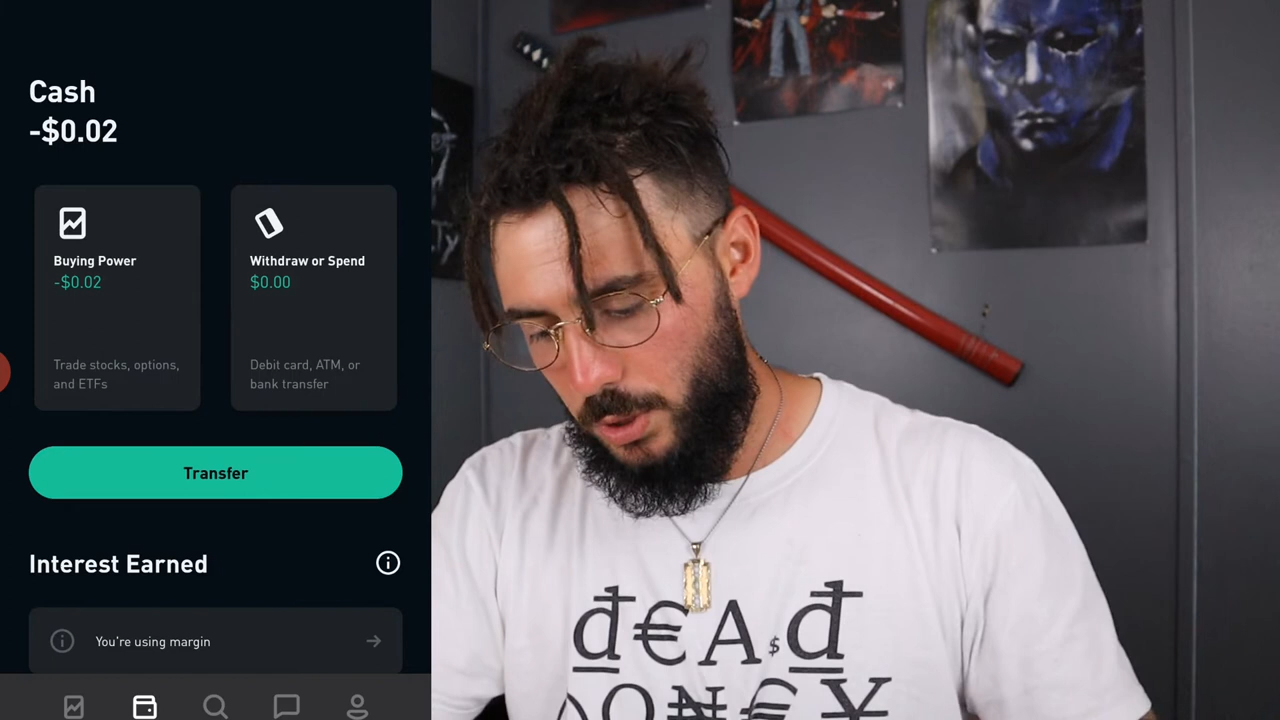 Cash
-$0.02
Buying Power
-$0.02
Trade stocks, options,
and ETFs
Withdraw or Spend
$0.00
Debit card, ATM, or
bank transfer
Transfer
Interest Earned
You're using margin
đ€A$đ